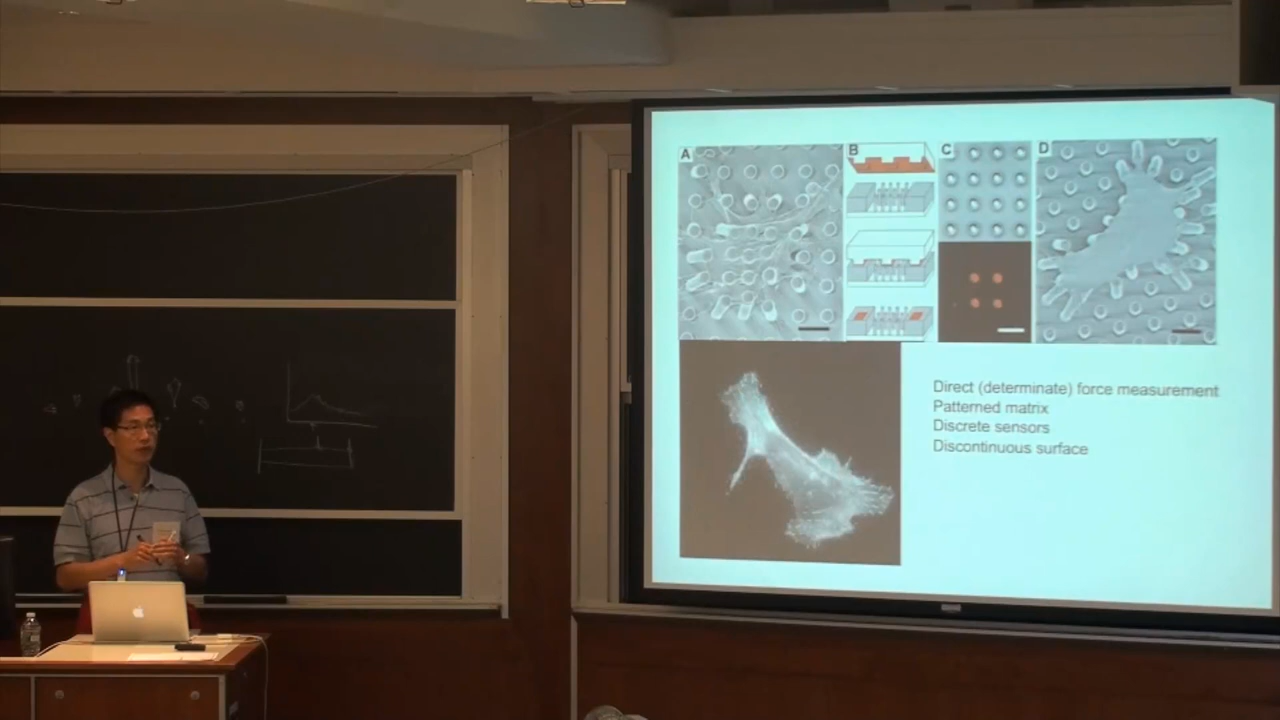 A
B
C
D
Direct (determinate) force measurement
Patterned matrix
Discrete sensors
Discontinuous surface